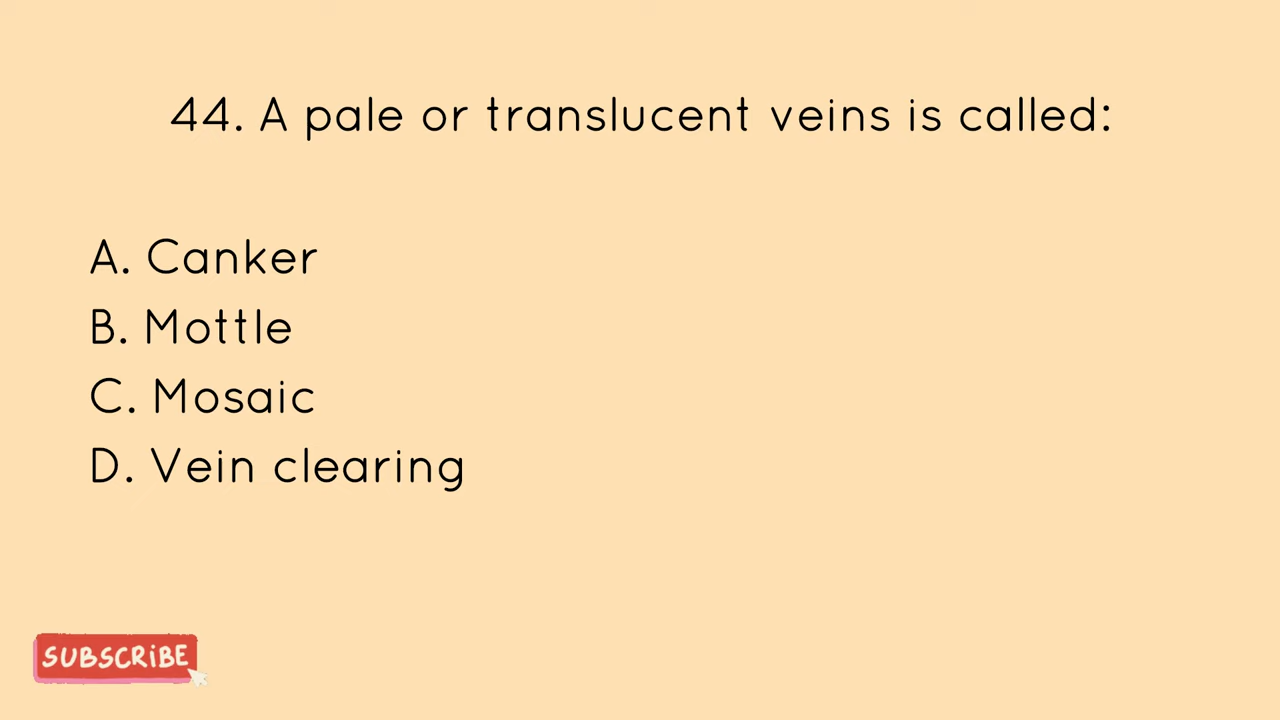 44. A pale or translucent veins is called:
A. Canker
B. Mottle
C. Mosaic
D. Vein clearing
SUBSCRiBE